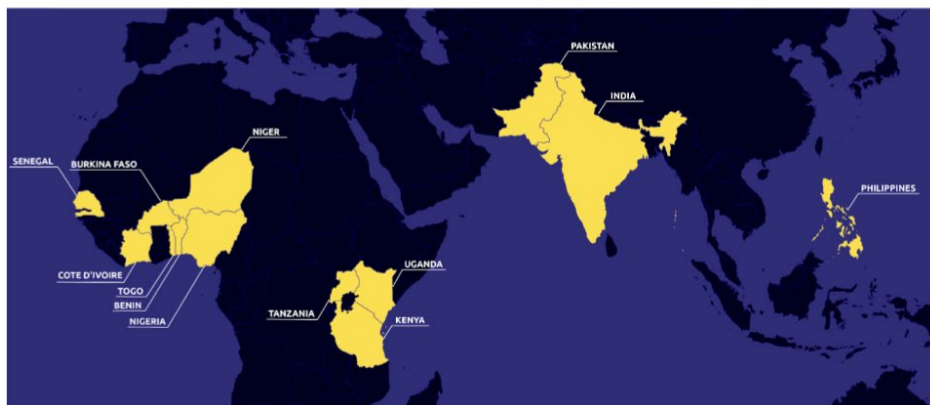 PAKISTAN
INDIA
NIGER
SENEGAL
BURKINA FASO
PHILIPPINES
UGANDA
COTE D'IVOIRE
TOGO
BENIN
TANZANIA
NIGERIA
KENYA